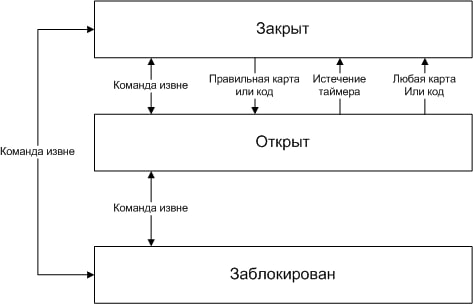 Закрыт
Команда извне
Правильная карта
или код
Истечение
таймера
Любая карта
Или код
Открыт
Команда извне
Команда извне
Заблокирован